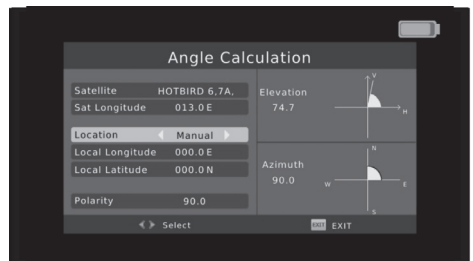 Angle Calculation
Satellite HOTBIRD 6,7A,
Sat Longitude 013.0 E
Location Manual
Local Longitude 000.0 E
Local Latitude 000.0 N
Polarity 90.0
Elevation
74.7
V
H
Azimuth
90.0
N
W
E
S
Select
EXIT EXIT